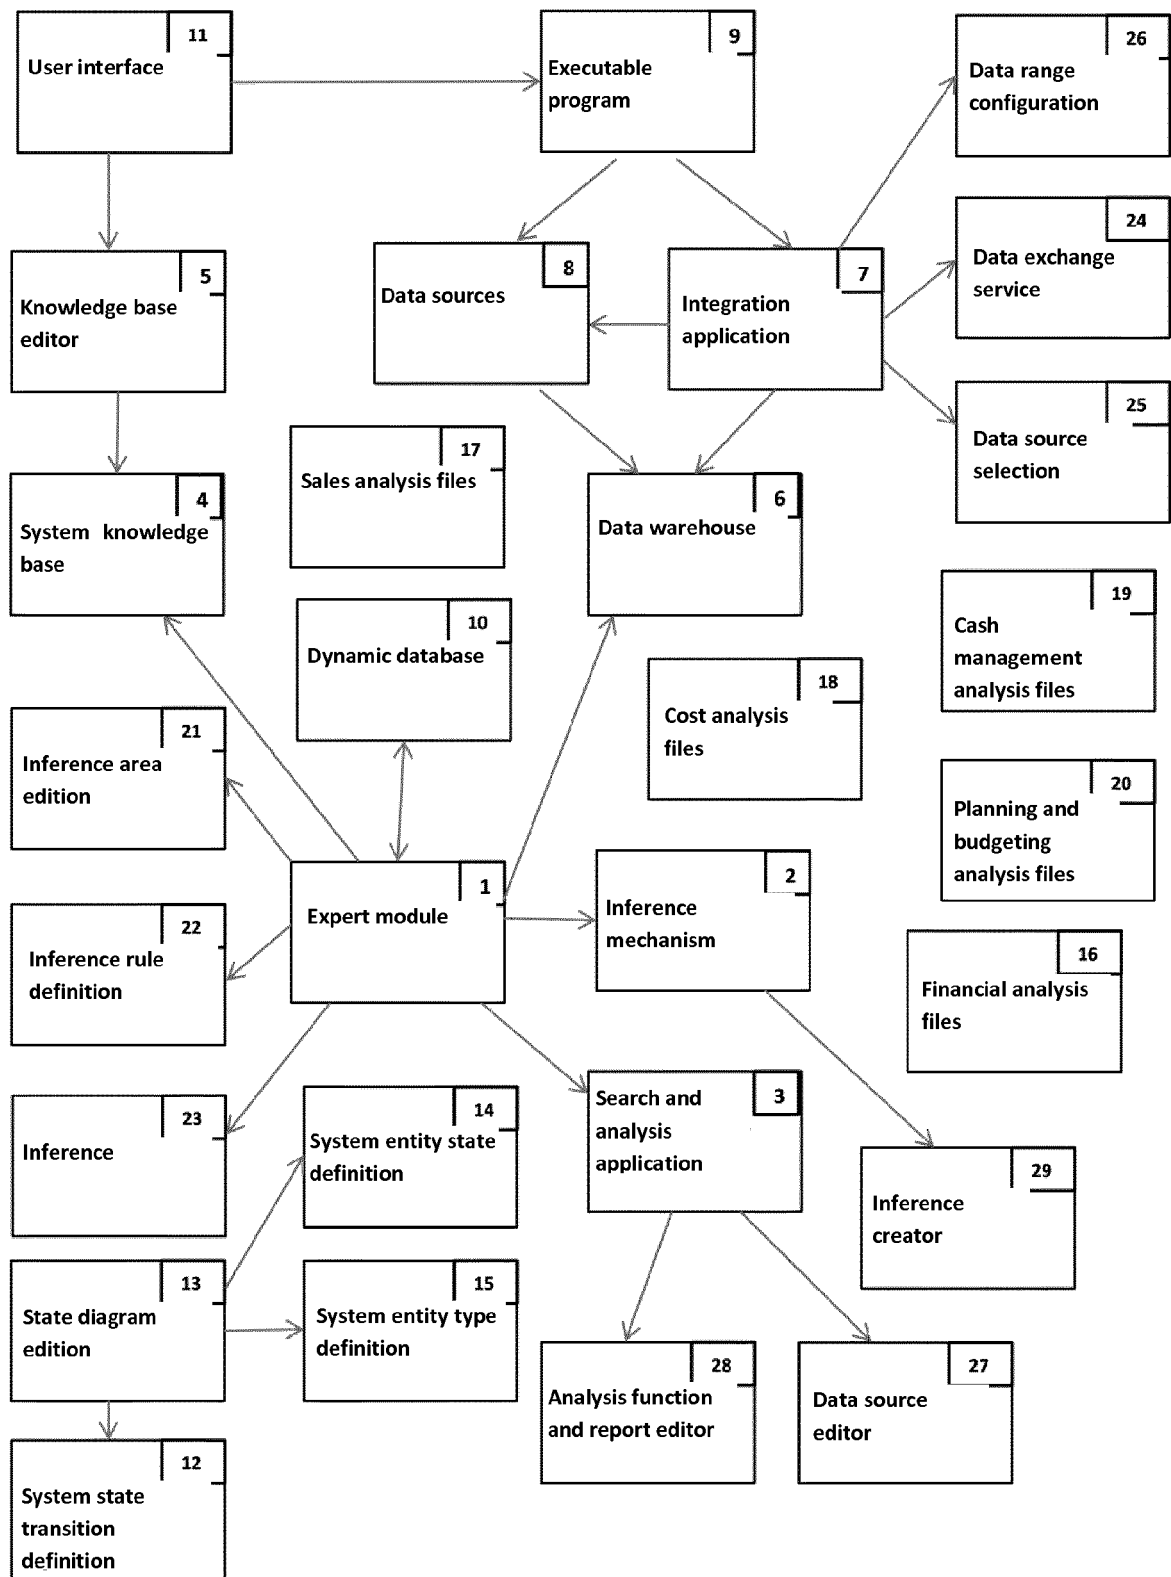 11
User interface
9
Executable
program
26
Data range
configuration
24
Data exchange
service
5
Knowledge base
editor
8
Data sources
7
Integration
application
25
Data source
selection
17
Sales analysis files
4
System knowledge
base
6
Data warehouse
19
Cash
management
analysis files
10
Dynamic database
18
Cost analysis
files
21
Inference area
edition
20
Planning and
budgeting
analysis files
1
Expert module
2
Inference
mechanism
22
Inference rule
definition
16
Financial analysis
files
23
Inference
14
System entity state
definition
3
Search and
analysis
application
29
Inference
creator
13
State diagram
edition
15
System entity type
definition
28
Analysis function
and report editor
27
Data source
editor
12
System state
transition
definition